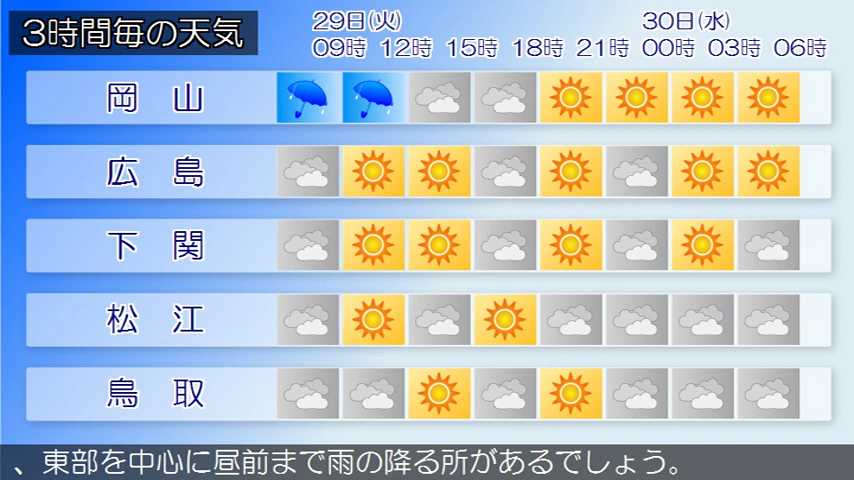 3時間毎の天気
29日(火) 30日(水)
09時 12時 15時 18時 21時 00時 03時 06時
岡 山
広 島
下 関
松 江
鳥 取
、東部を中心に昼前まで雨の降る所があるでしょう。